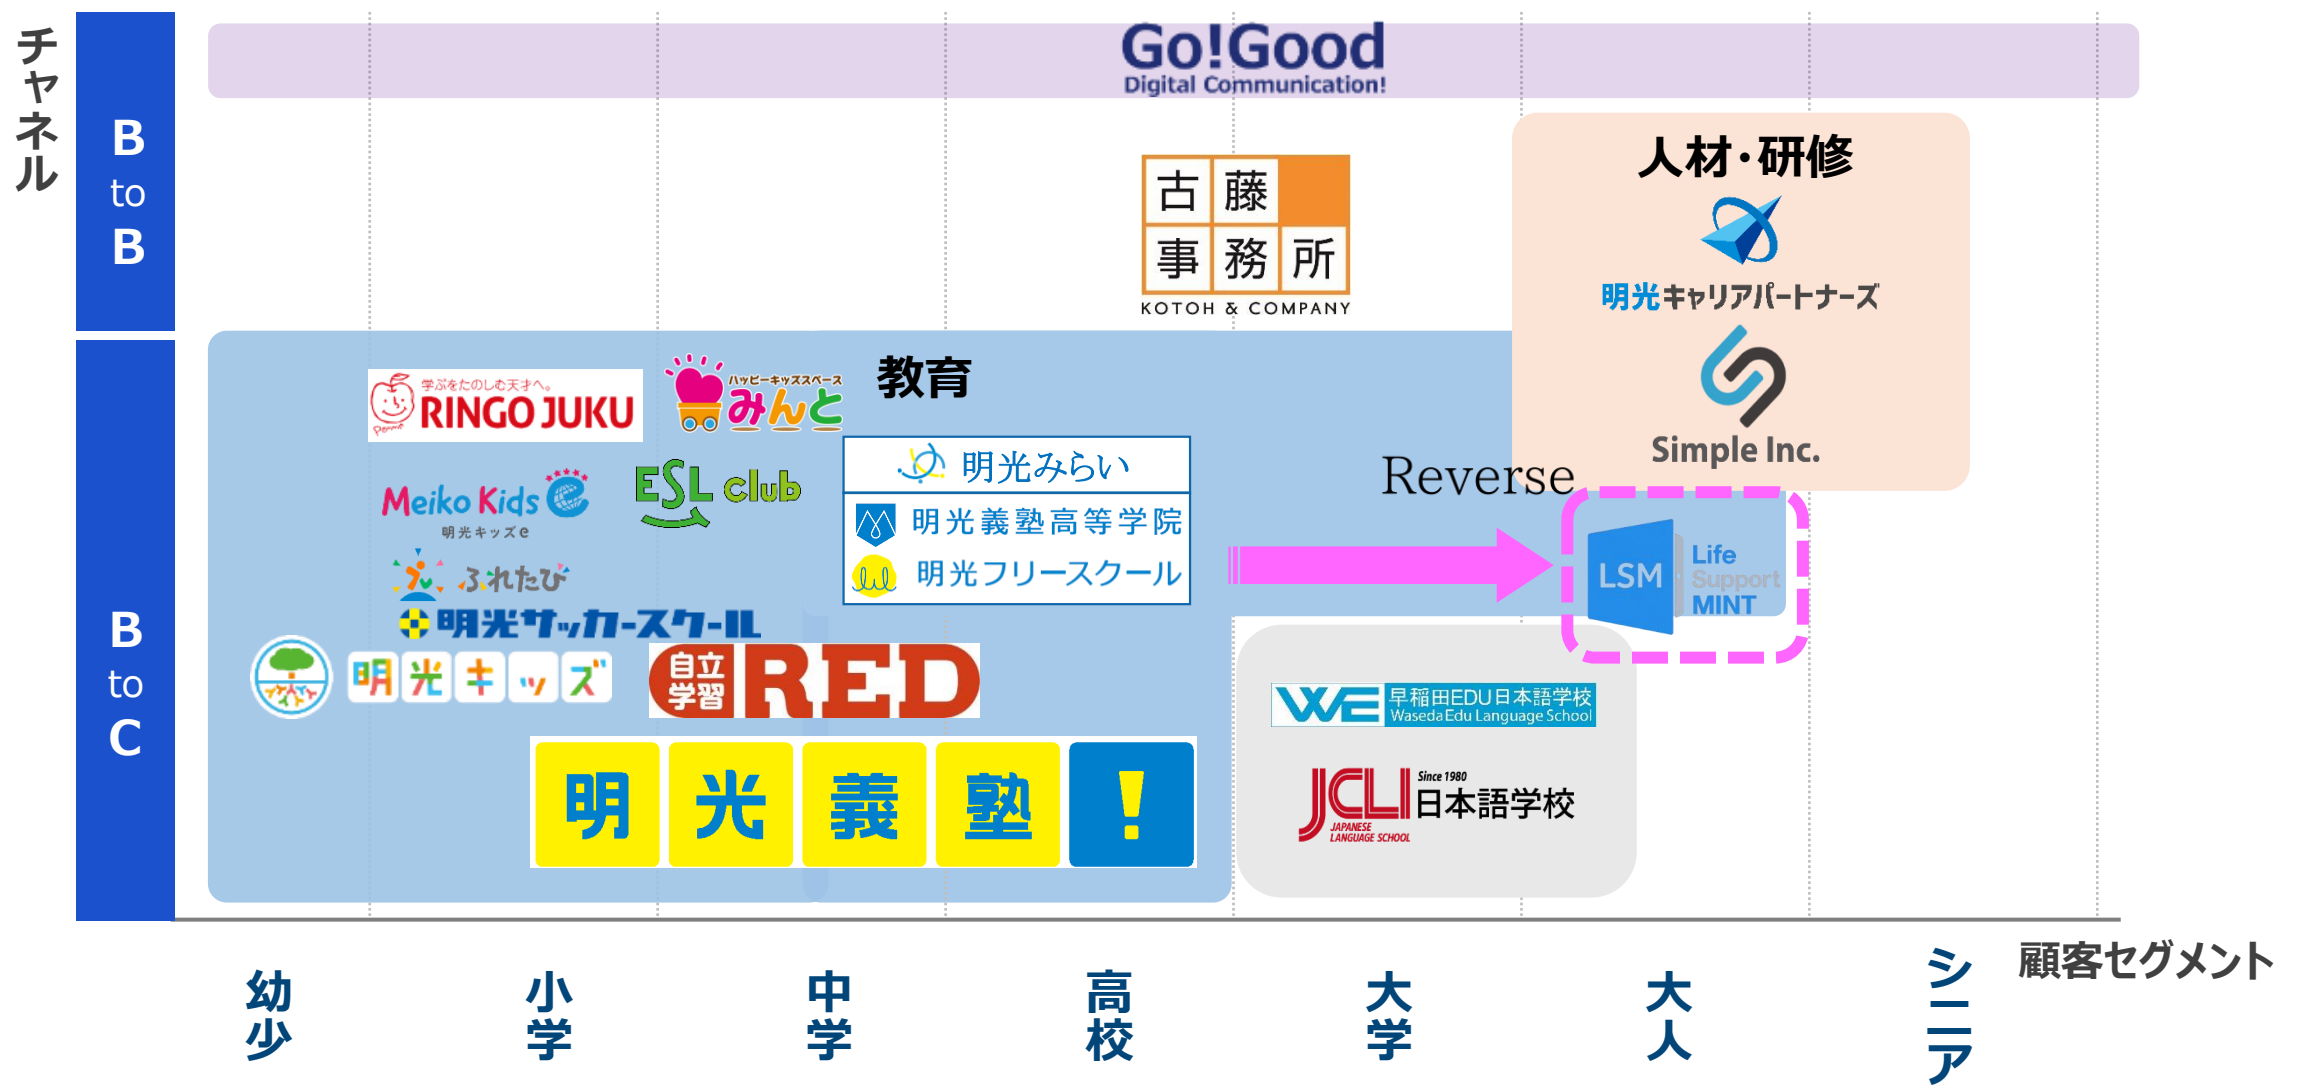 チャネル
Go!Good
Digital Communication!
B
to
B
人材・研修
古藤
事務所
KOTOH & COMPANY
明光キャリアパートナーズ
Simple Inc.
教育
学ぶをたのしむ天才へ。
RINGO JUKU
ハッピーキッズスペース
みんと
明光みらい
明光義塾高等学院
明光フリースクール
Meiko Kids e
明光キッズe
ESL club
Reverse
ふれたび
明光サッカースクール
LSM
Life
Support
MINT
B
to
C
明光キッズ
自立
学習
RED
早稲田EDU日本語学校
Waseda Edu Language School
WE
明光義塾!
JCLI
Since 1980
日本語学校
JAPANESE
LANGUAGE SCHOOL
顧客セグメント
幼少
小学
中学
高校
大学
大人
シニア